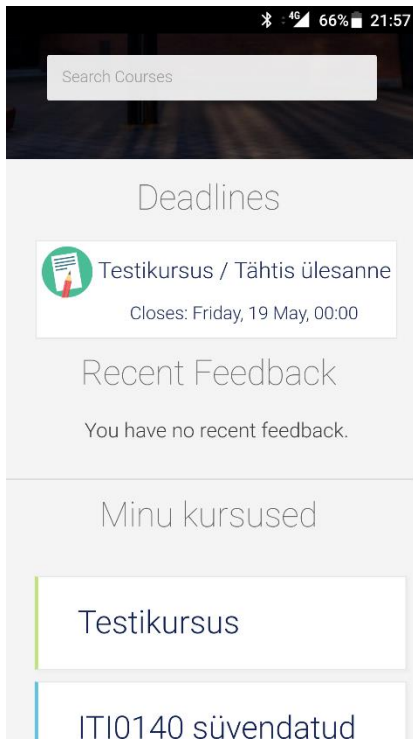 4G 66% 21:57
Search Courses
Deadlines
Testikursus / Tähtis ülesanne
Closes: Friday, 19 May, 00:00
Recent Feedback
You have no recent feedback.
Minu kursused
Testikursus
ITI0140 süvendatud